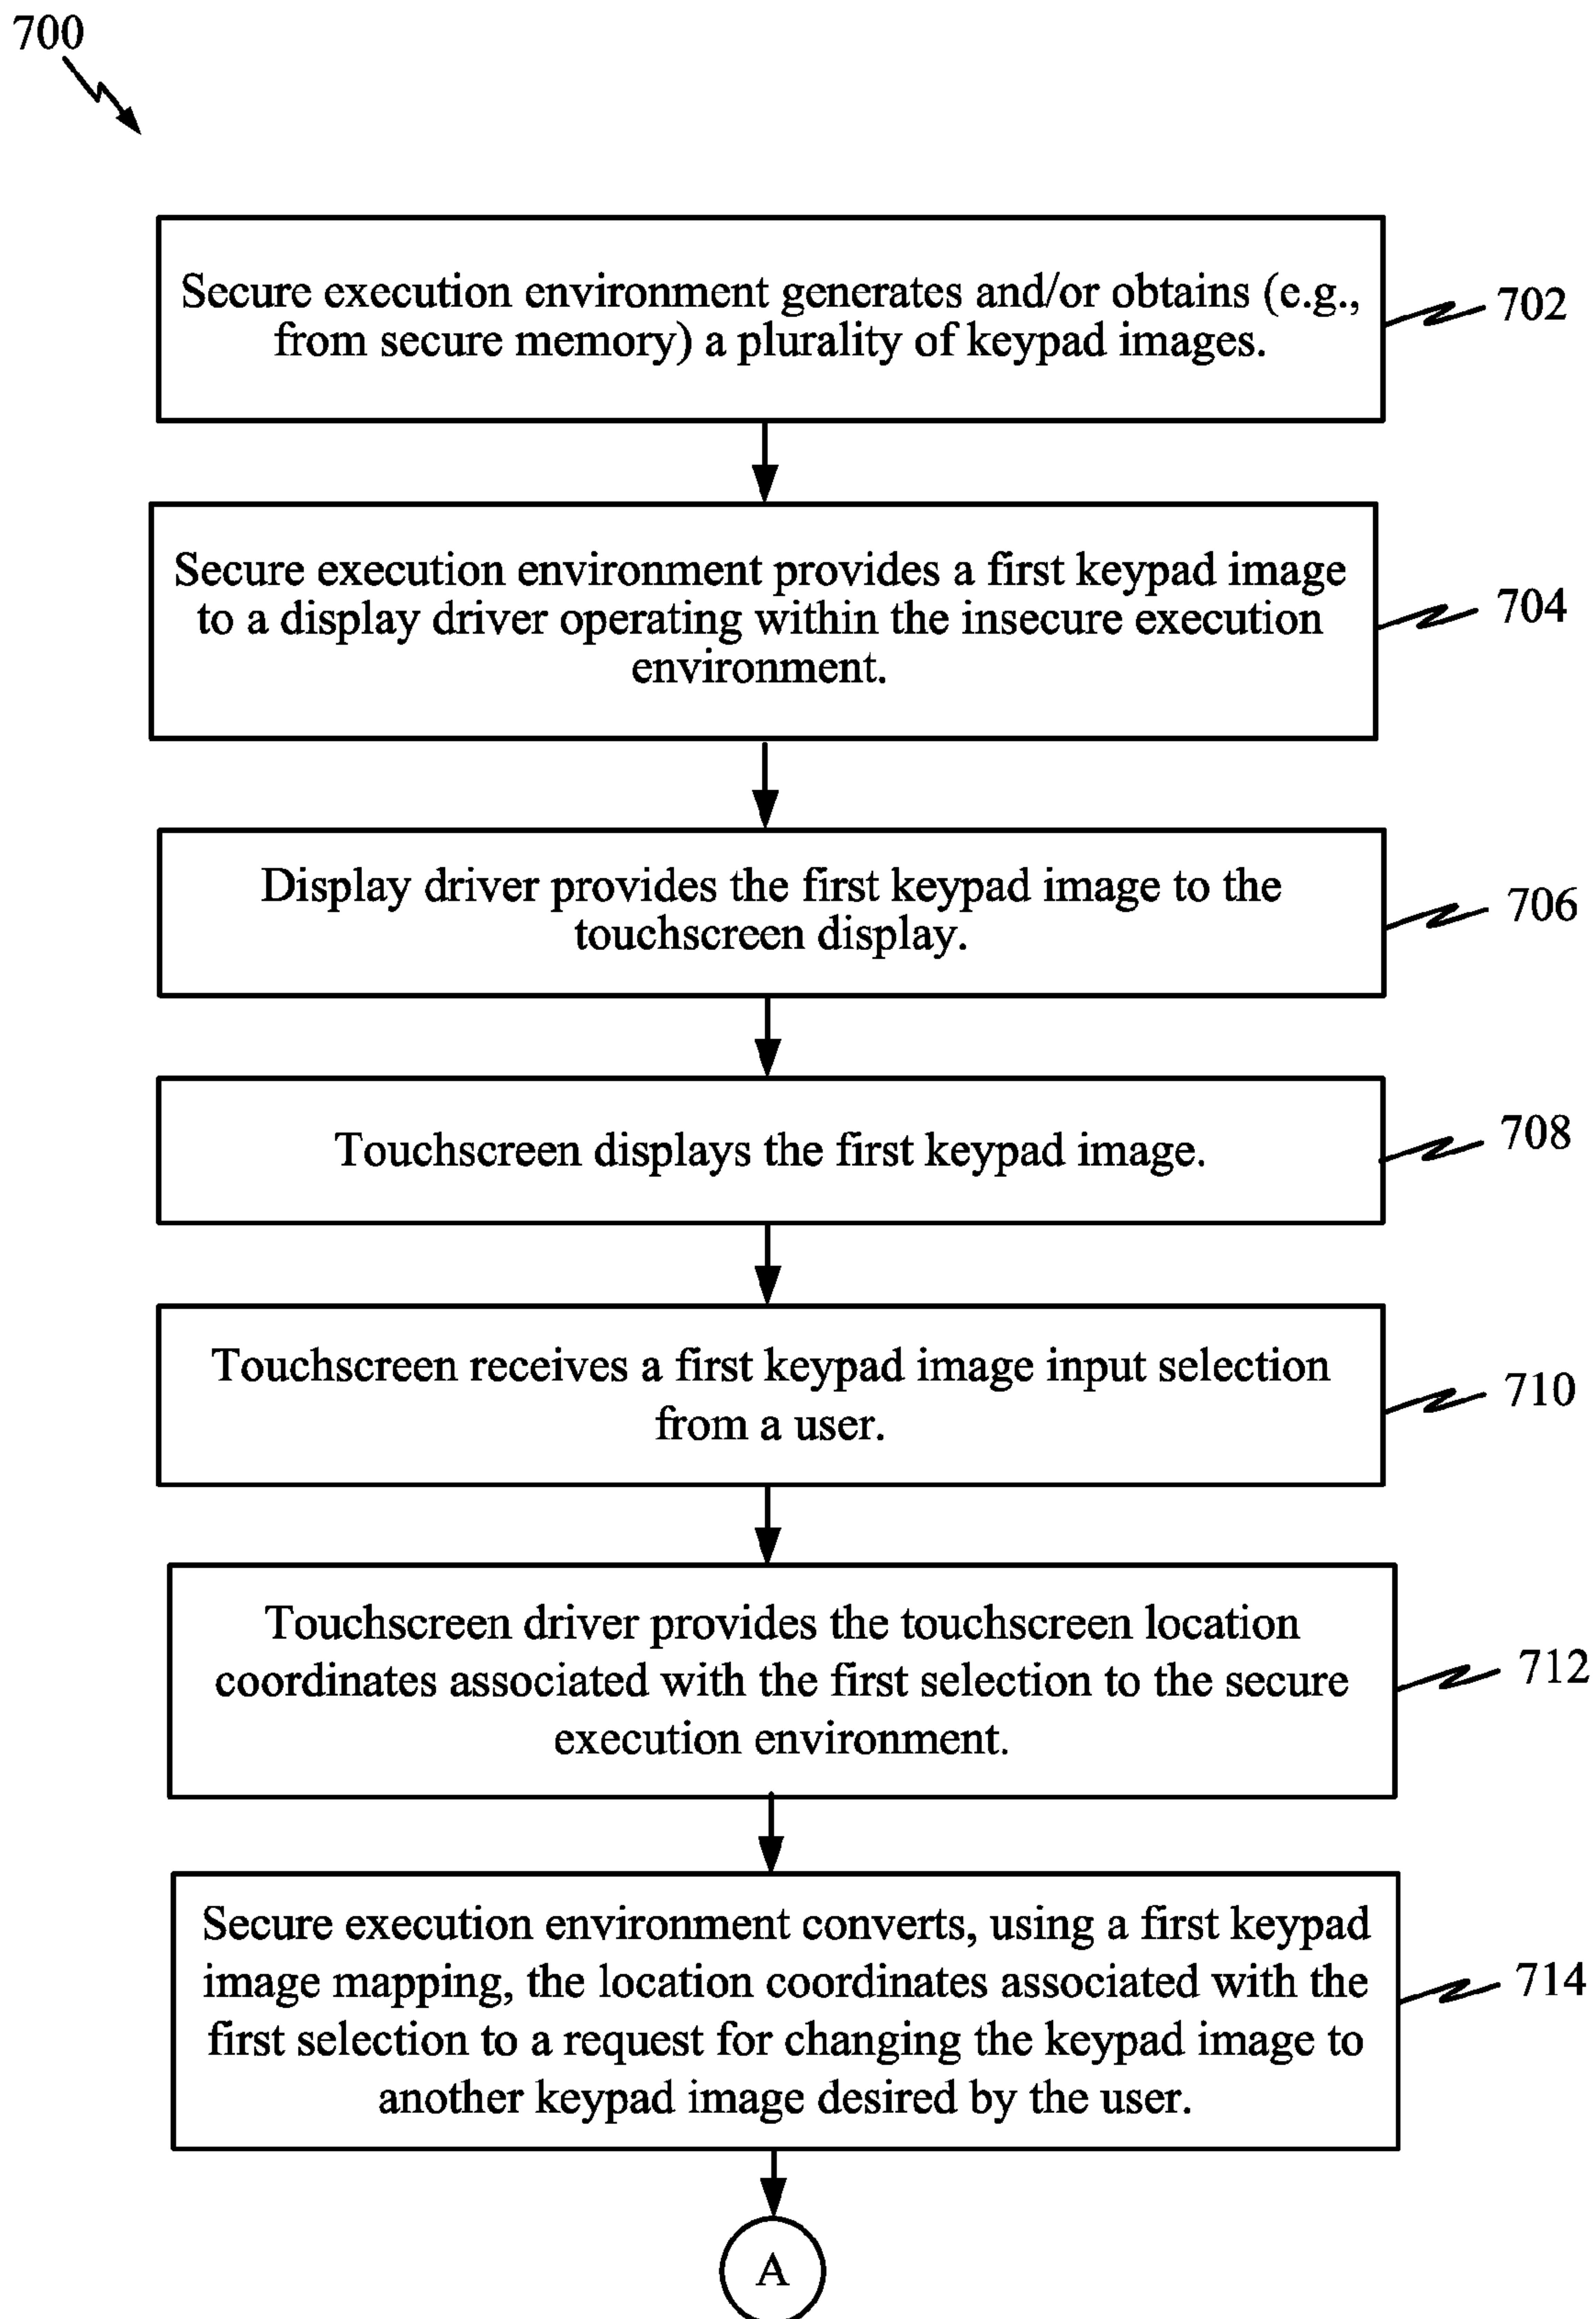 700
Secure execution environment generates and/or obtains (e.g.,
from secure memory) a plurality of keypad images.
702
Secure execution environment provides a first keypad image
to a display driver operating within the insecure execution
environment.
704
Display driver provides the first keypad image to the
touchscreen display.
706
Touchscreen displays the first keypad image.
708
Touchscreen receives a first keypad image input selection
from a user.
710
Touchscreen driver provides the touchscreen location
coordinates associated with the first selection to the secure
execution environment.
712
Secure execution environment converts, using a first keypad
image mapping, the location coordinates associated with the
first selection to a request for changing the keypad image to
another keypad image desired by the user.
714
A